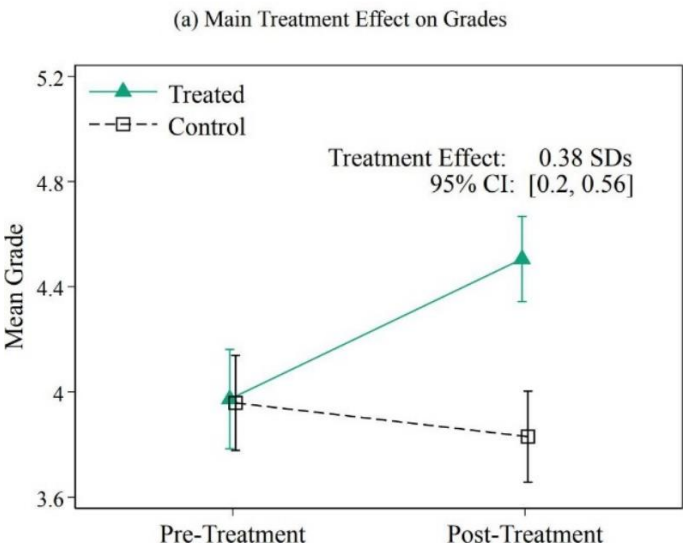 (a) Main Treatment Effect on Grades
5.2
Treated
Control
Treatment Effect: 0.38 SDs
95% CI: [0.2, 0.56]
4.8
4.4
Mean Grade
4
3.6
Pre-Treatment Post-Treatment